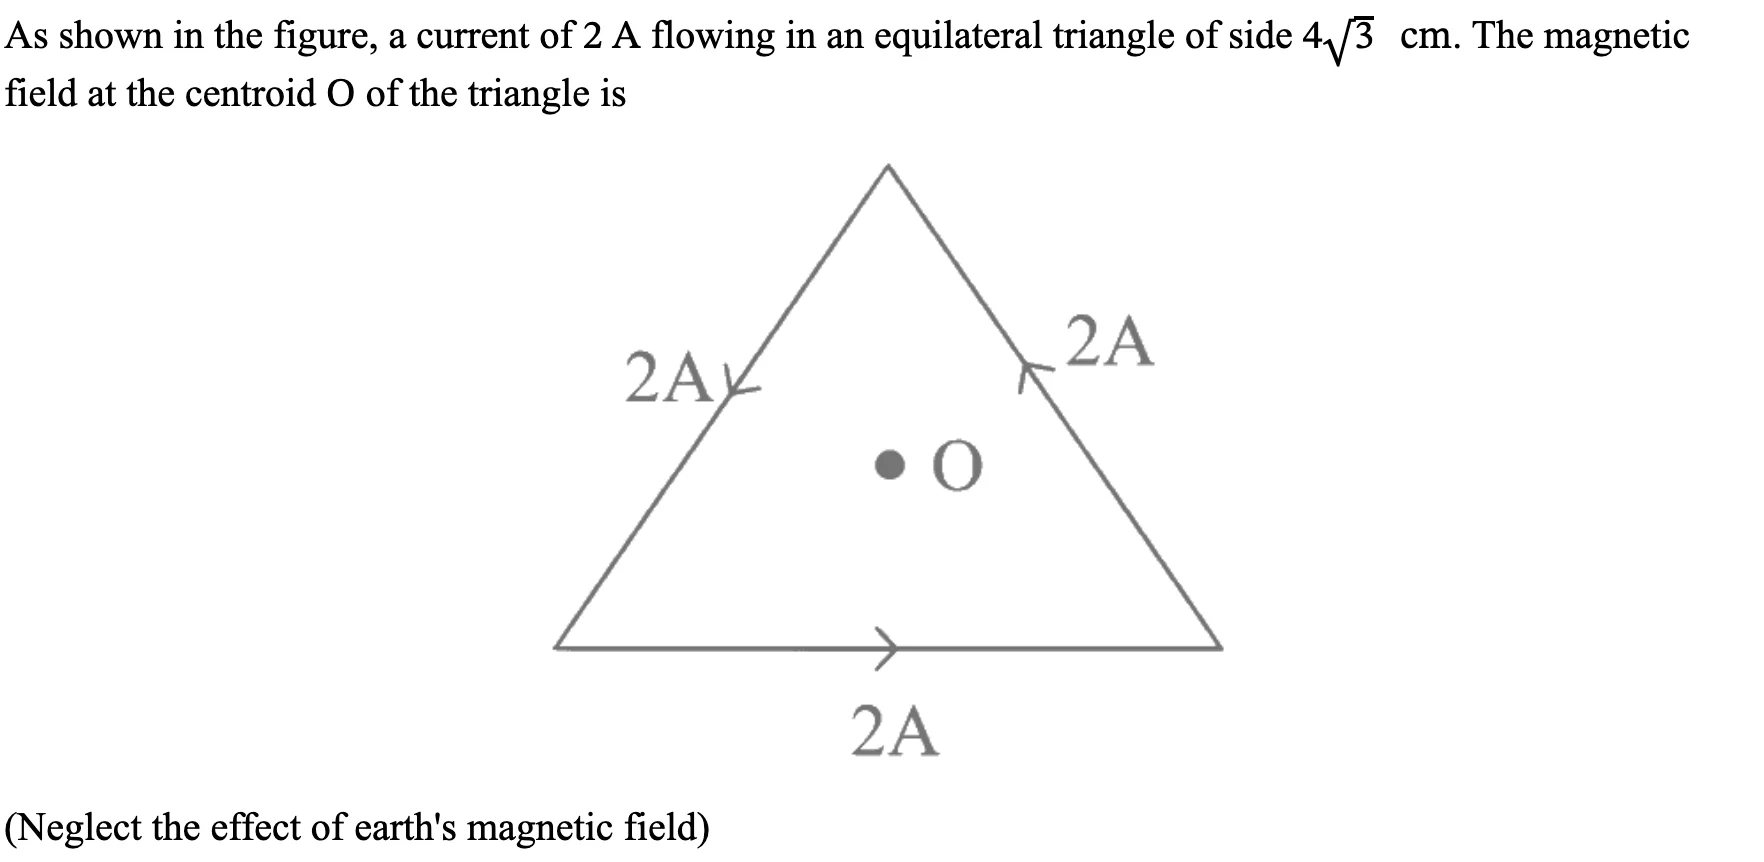 As shown in the figure, a current of 2 A flowing in an equilateral triangle of side 4√3 cm. The magnetic
field at the centroid O of the triangle is
2A
2A
O
2A
(Neglect the effect of earth's magnetic field)